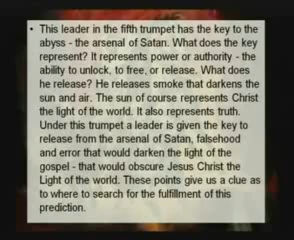 • This leader in the fifth trumpet has the key to the
abyss - the arsenal of Satan. What does the key
represent? It represents power or authority - the
ability to unlock, to free, or release. What does
he release? He releases smoke that darkens the
sun and air. The sun of course represents Christ
the light of the world. It also represents truth.
Under this trumpet a leader is given the key to
release from the arsenal of Satan, falsehood
and error that would darken the light of the
gospel - that would obscure Jesus Christ the
Light of the world. These points give us a clue as
to where to search for the fulfillment of this
prediction.